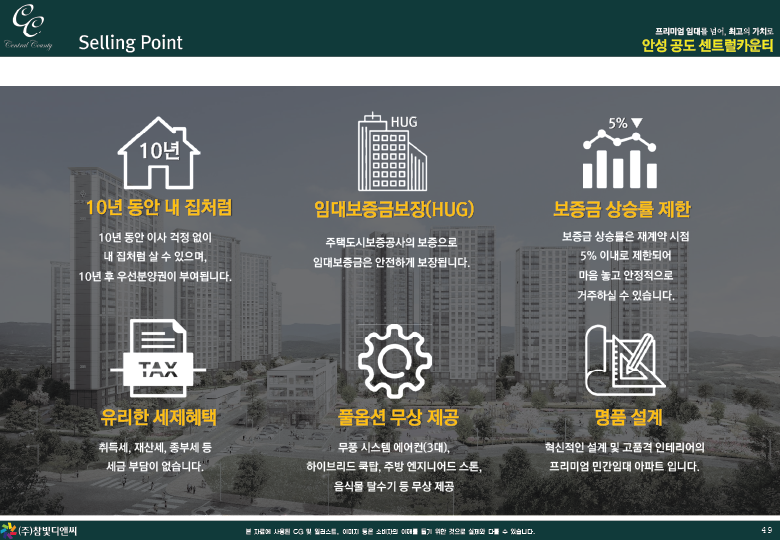 CC
Central County
Selling Point
프리미엄 임대를 넘어, 최고의 가치로
안성 공도 센트럴카운티
10년
10년 동안 내 집처럼
10년 동안 이사 걱정 없이
내 집처럼 살 수 있으며,
10년 후 우선분양권이 부여됩니다.
HUG
임대보증금보장(HUG)
주택도시보증공사의 보증으로
임대보증금은 안전하게 보장됩니다.
5%▼
보증금 상승률 제한
보증금 상승률은 재계약 시점
5% 이내로 제한되어
마음 놓고 안정적으로
거주하실 수 있습니다.
TAX
유리한 세제혜택
취득세, 재산세, 종부세 등
세금 부담이 없습니다.
풀옵션 무상 제공
무풍 시스템 에어컨(3대),
하이브리드 쿡탑, 주방 엔지니어드 스톤,
음식물 탈수기 등 무상 제공
명품 설계
혁신적인 설계 및 고품격 인테리어의
프리미엄 민간임대 아파트 입니다.
(주)참빛디앤씨
본 자료에 사용된 CG 및 일러스트, 이미지 등은 소비자의 이해를 돕기 위한 것으로 실제와 다를 수 있습니다.
49